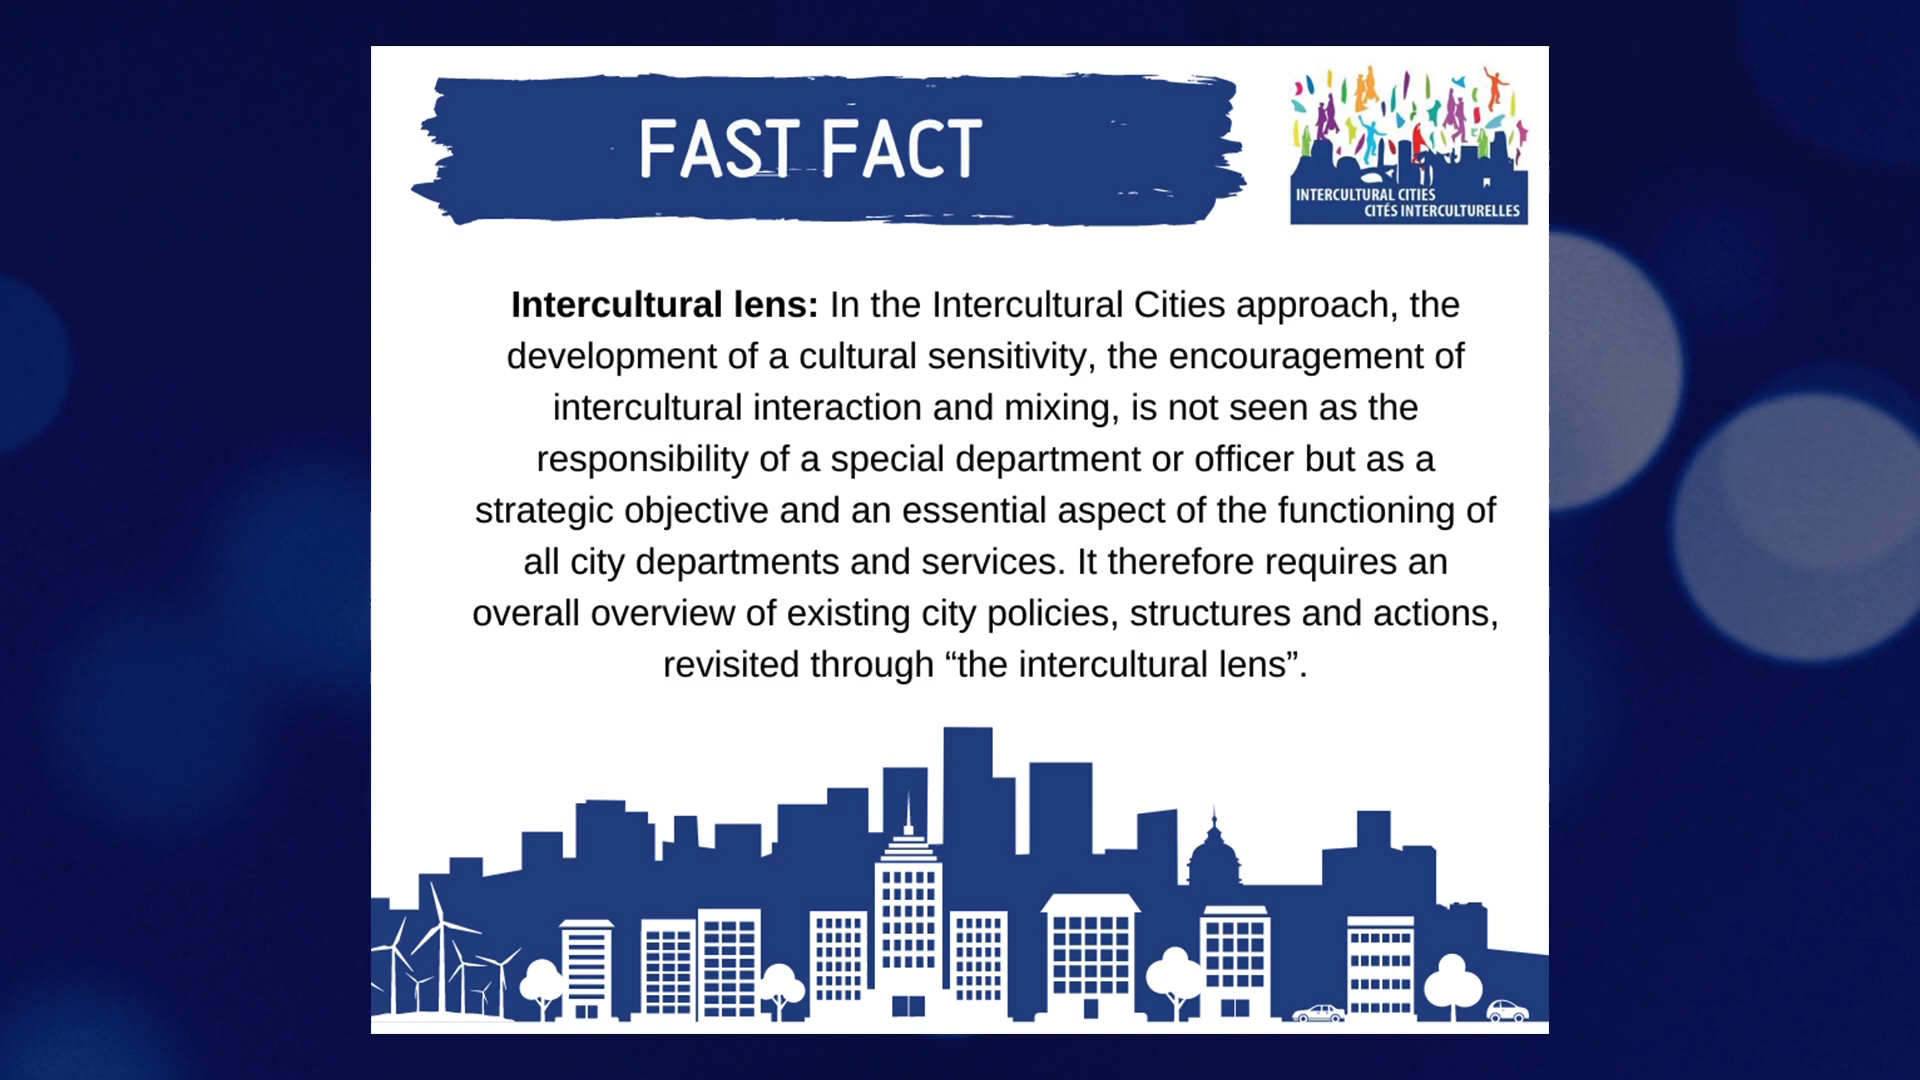 FAST FACT
INTERCULTURAL CITIES
CITÉS INTERCULTURELLES
Intercultural lens: In the Intercultural Cities approach, the
development of a cultural sensitivity, the encouragement of
intercultural interaction and mixing, is not seen as the
responsibility of a special department or officer but as a
strategic objective and an essential aspect of the functioning of
all city departments and services. It therefore requires an
overall overview of existing city policies, structures and actions,
revisited through “the intercultural lens”.